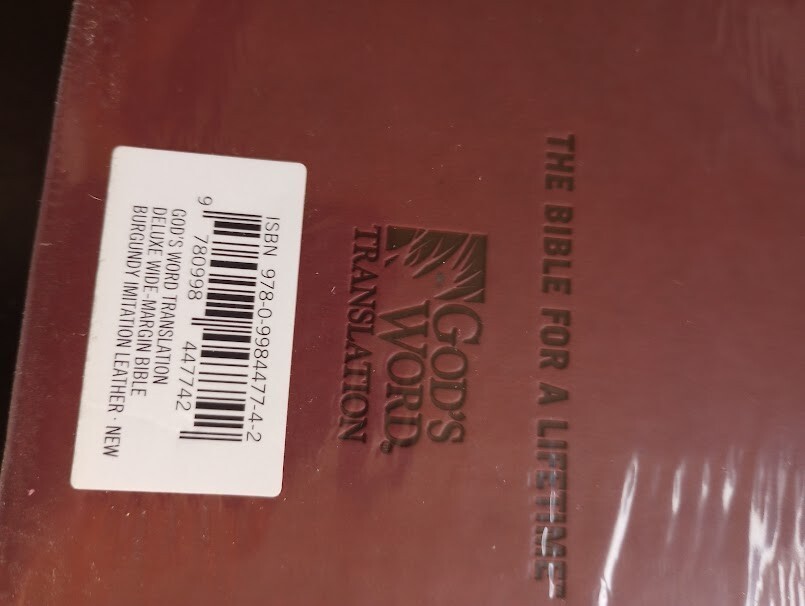 THE BIBLE FOR A LIFETIME™
GOD'S
WORD
TRANSLATION
ISBN 978-0-9984477-4-2
9 780998 447742
GOD'S WORD TRANSLATION
DELUXE WIDE-MARGIN BIBLE
BURGUNDY IMITATION LEATHER · NEW